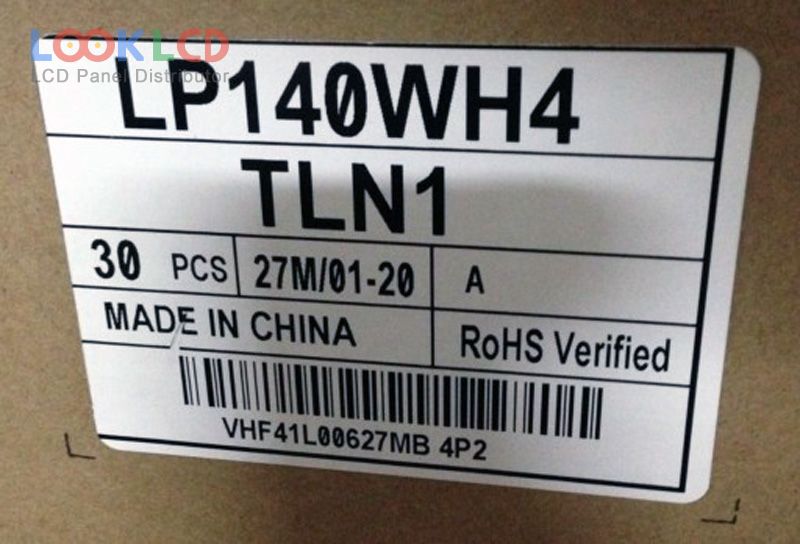 LOOKLCD
LCD Panel Distributor
LP140WH4
TLN1
30 PCS 27M/01-20 A
MADE IN CHINA RoHS Verified
VHF41L00627MB 4P2